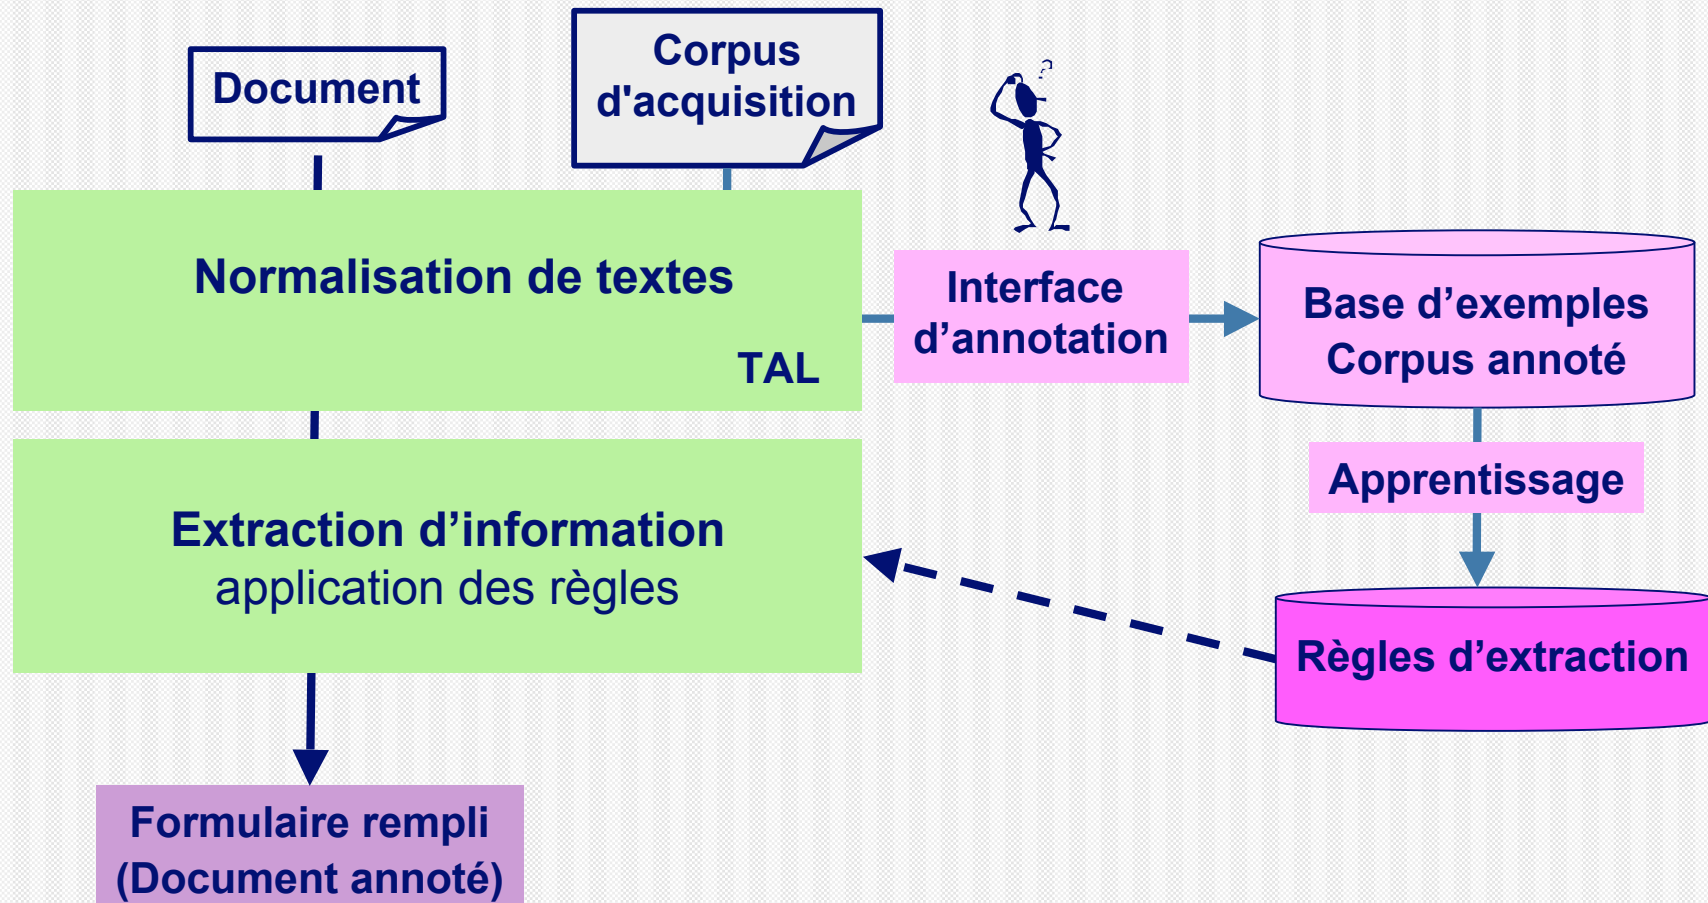 Document
Corpus
d'acquisition
?
Normalisation de textes
TAL
Interface
d’annotation
Base d’exemples
Corpus annoté
Apprentissage
Extraction d’information
application des règles
Règles d’extraction
Formulaire rempli
(Document annoté)